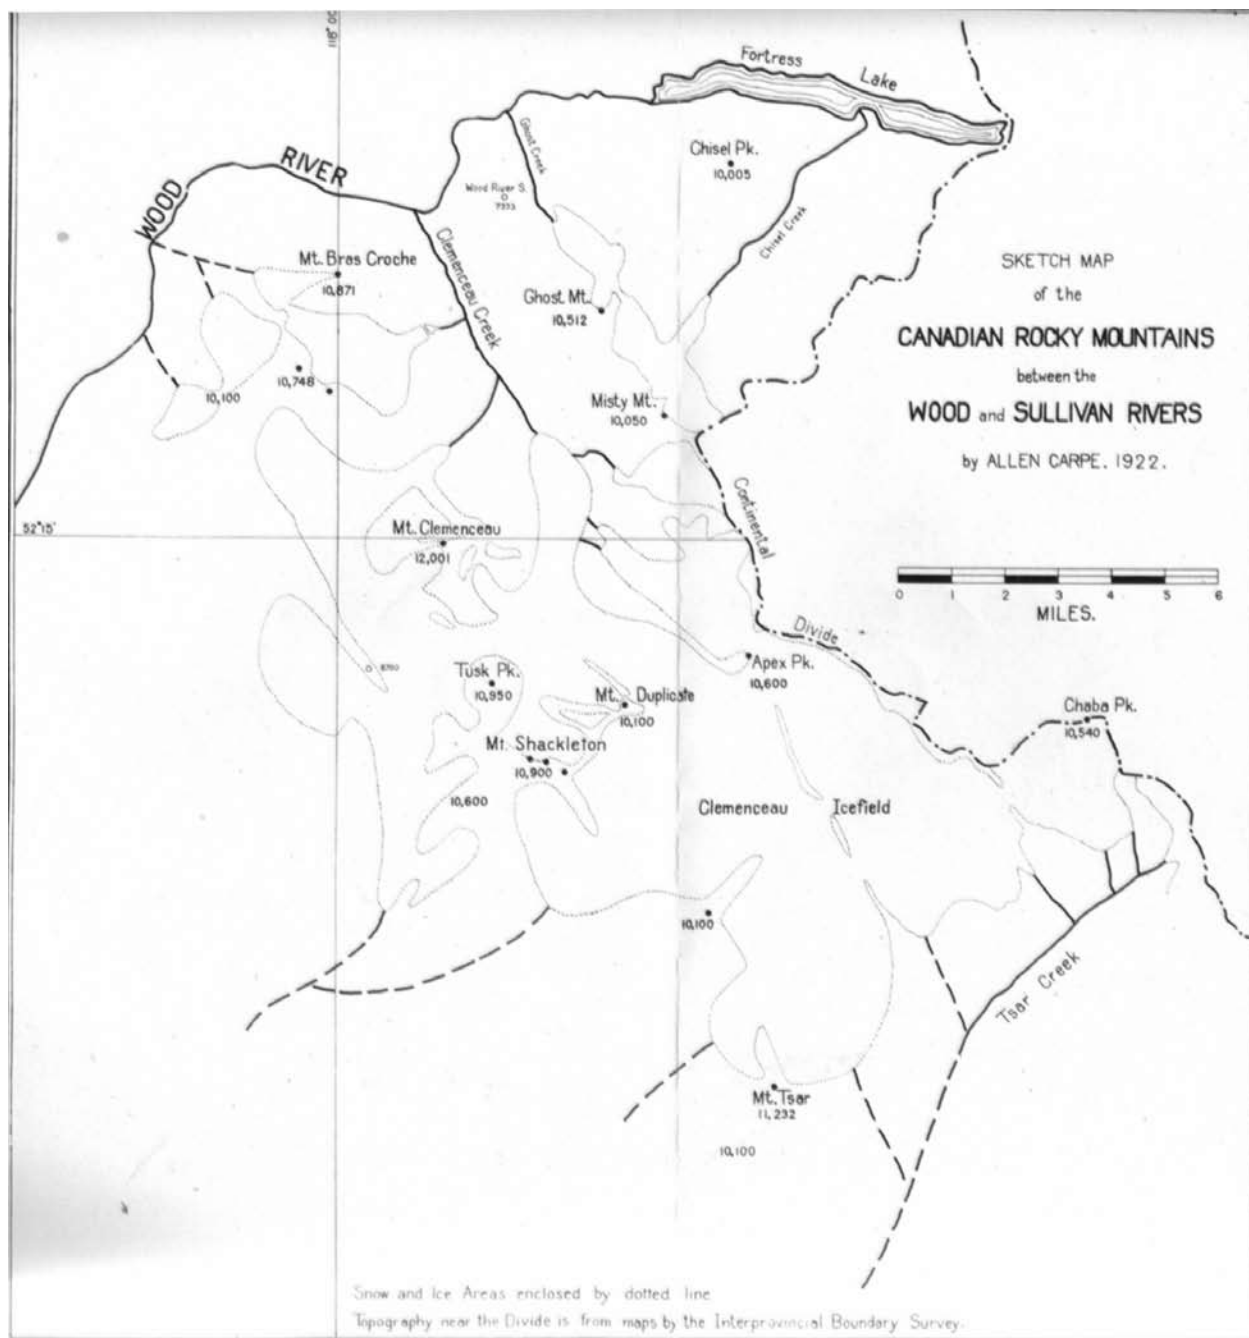 118° 00'
Fortress
Lake
Ghost Creek
Chisel Pk.
10,005
WOOD RIVER
Wood River S.
7333
Chisel Creek
Clemenceau Creek
Mt. Bras Croche
10,871
Ghost Mt.
10,512
SKETCH MAP
of the
CANADIAN ROCKY MOUNTAINS
between the
WOOD and SULLIVAN RIVERS
by ALLEN CARPE. 1922.
10,748
10,100
Misty Mt.
10,050
52° 15'
Mt. Clemenceau
12,001
Continental
Divide
0 1 2 3 4 5 6
MILES.
8760
Tusk Pk.
10,950
Mt. Duplicate
10,100
Apex Pk.
10,600
Chaba Pk.
10,540
Mt. Shackleton
10,900
10,600
Clemenceau Icefield
10,100
Tsar Creek
Mt. Tsar
11,232
10,100
Snow and Ice Areas enclosed by dotted line
Topography near the Divide is from maps by the Interprovincial Boundary Survey.